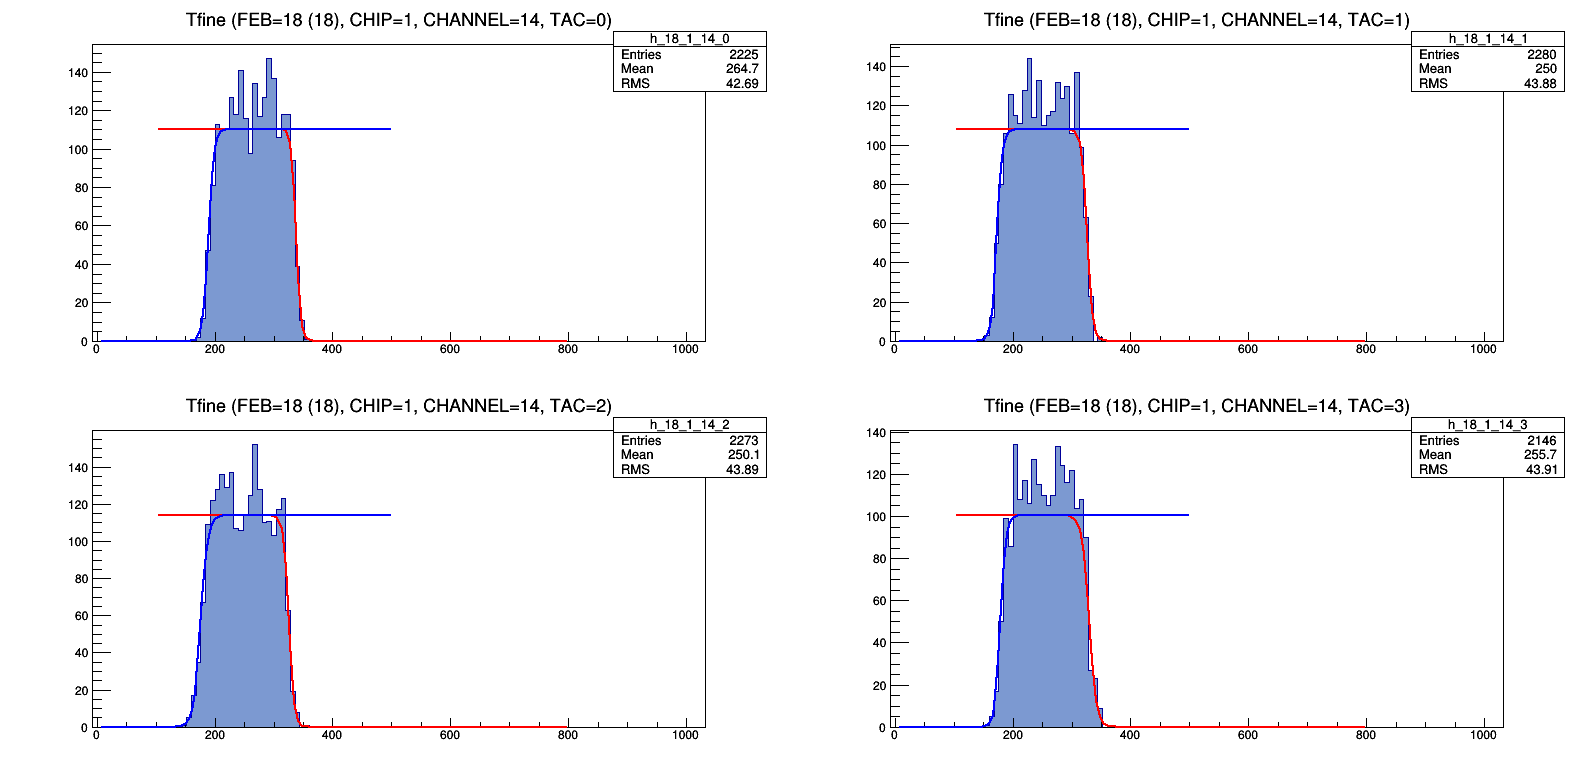 Tfine (FEB=18 (18), CHIP=1, CHANNEL=14, TAC=0)
h_18_1_14_0
Entries 2225
Mean 264.7
RMS 42.69
140
120
100
80
60
40
20
0
0 200 400 600 800 1000
Tfine (FEB=18 (18), CHIP=1, CHANNEL=14, TAC=1)
h_18_1_14_1
Entries 2280
Mean 250
RMS 43.88
140
120
100
80
60
40
20
0
0 200 400 600 800 1000
Tfine (FEB=18 (18), CHIP=1, CHANNEL=14, TAC=2)
h_18_1_14_2
Entries 2273
Mean 250.1
RMS 43.89
140
120
100
80
60
40
20
0
0 200 400 600 800 1000
Tfine (FEB=18 (18), CHIP=1, CHANNEL=14, TAC=3)
h_18_1_14_3
Entries 2146
Mean 255.7
RMS 43.91
140
120
100
80
60
40
20
0
0 200 400 600 800 1000